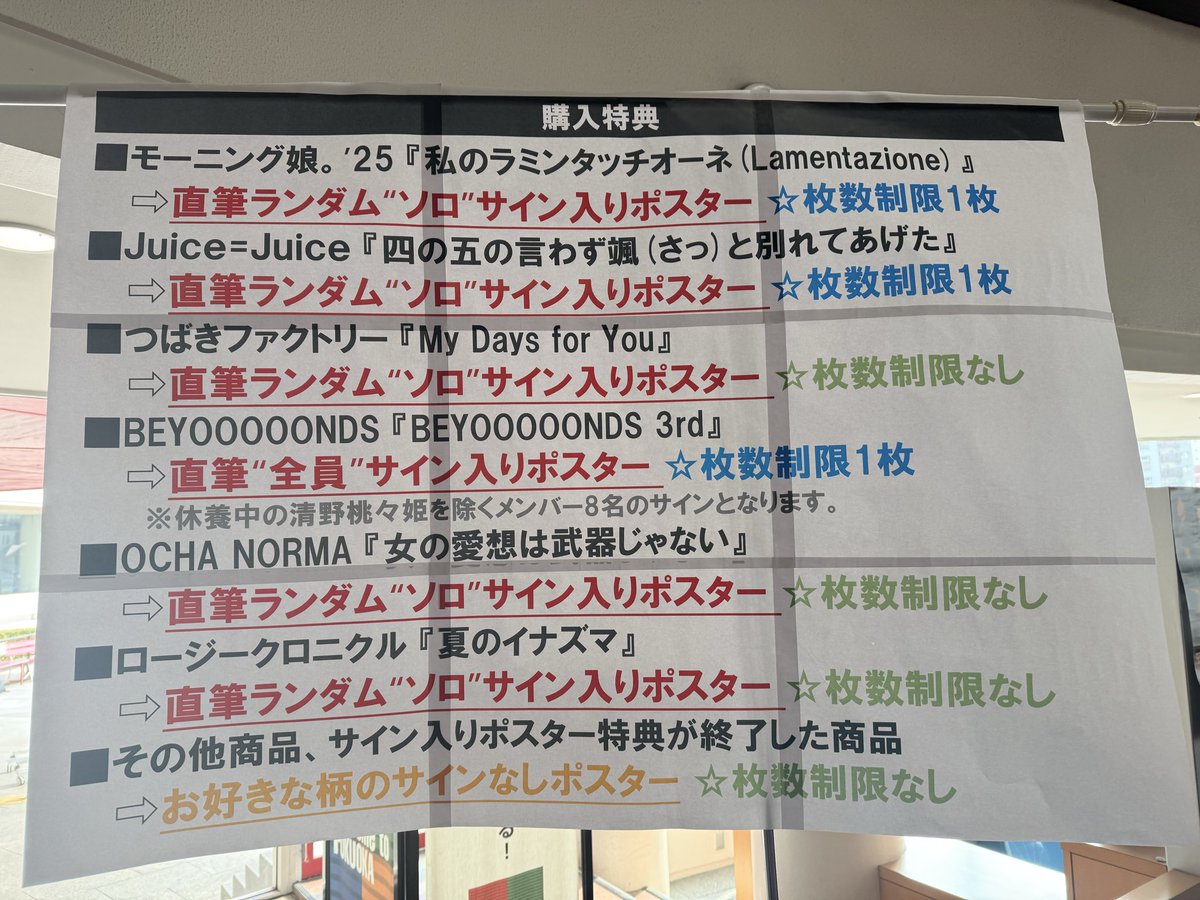 購入特典
■モーニング娘。'25『私のラミンタッチオーネ(Lamentazione)』
⇨直筆ランダム“ソロ”サイン入りポスター ☆枚数制限1枚
■Juice=Juice『四の五の言わず颯(さっ)と別れてあげた』
⇨直筆ランダム“ソロ”サイン入りポスター ☆枚数制限1枚
■つばきファクトリー『My Days for You』
⇨直筆ランダム“ソロ”サイン入りポスター ☆枚数制限なし
■BEYOOOOONDS『BEYOOOOONDS 3rd』
⇨直筆“全員”サイン入りポスター ☆枚数制限1枚
※休養中の清野桃々姫を除くメンバー8名のサインとなります。
■OCHA NORMA『女の愛想は武器じゃない』
⇨直筆ランダム“ソロ”サイン入りポスター ☆枚数制限なし
■ロージークロニクル『夏のイナズマ』
⇨直筆ランダム“ソロ”サイン入りポスター ☆枚数制限なし
■その他商品、サイン入りポスター特典が終了した商品
⇨お好きな柄のサインなしポスター ☆枚数制限なし
る!